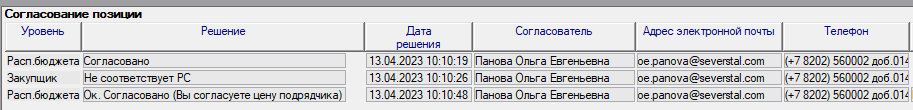 Согласование позиции
Уровень Решение Дата решения Согласователь Адрес электронной почты Телефон
Расп.бюджета Согласовано 13.04.2023 10:10:19 Панова Ольга Евгеньевна oe.panova@severstal.com (+7 8202) 560002 доб.014
Закупщик Не соответствует РС 13.04.2023 10:10:26 Панова Ольга Евгеньевна oe.panova@severstal.com (+7 8202) 560002 доб.014
Расп.бюджета Ок. Согласовано (Вы согласуете цену подрядчика) 13.04.2023 10:10:48 Панова Ольга Евгеньевна oe.panova@severstal.com (+7 8202) 560002 доб.014